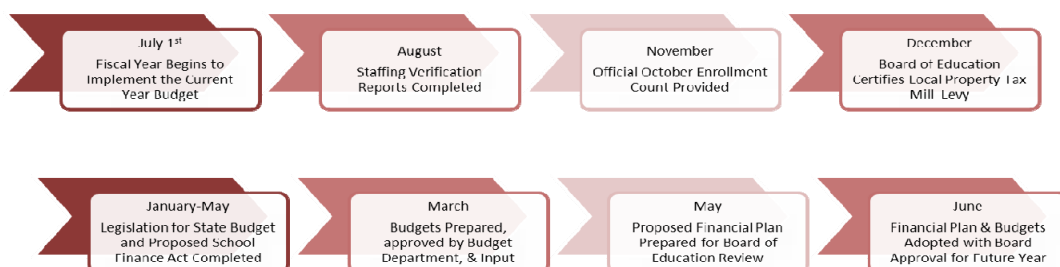 July 1st
Fiscal Year Begins to
Implement the Current
Year Budget
August
Staffing Verification
Reports Completed
November
Official October Enrollment
Count Provided
December
Board of Education
Certifies Local Property Tax
Mill Levy
January-May
Legislation for State Budget
and Proposed School
Finance Act Completed
March
Budgets Prepared,
approved by Budget
Department, & Input
May
Proposed Financial Plan
Prepared for Board of
Education Review
June
Financial Plan & Budgets
Adopted with Board
Approval for Future Year